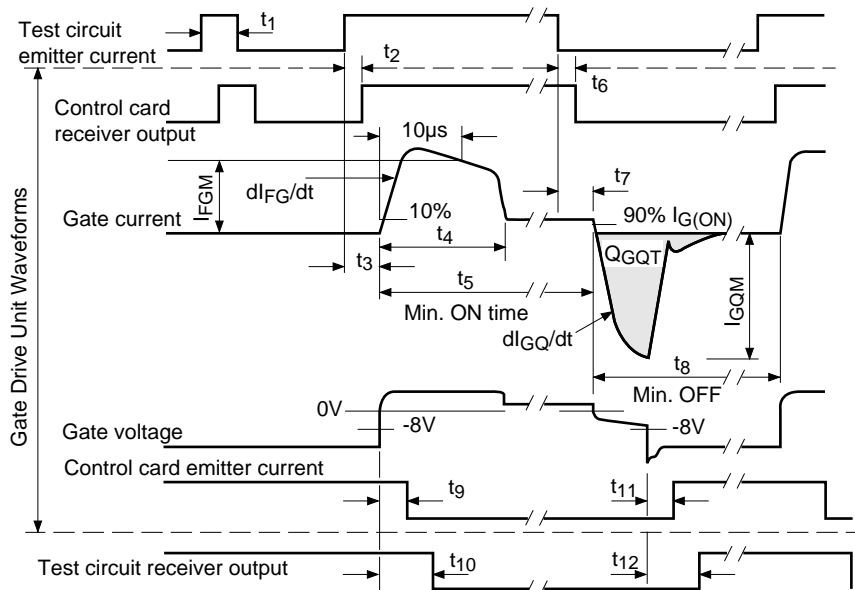 Test circuit
emitter current
t1
t2
t6
Control card
receiver output
10µs
IFGM
dIFG/dt
t7
Gate current
10%
90% IG(ON)
t4
QGQT
t3
t5
IGQM
Min. ON time
dIGQ/dt
t8
Min. OFF
Gate Drive Unit Waveforms
0V
-8V
-8V
Gate voltage
Control card emitter current
t9
t11
Test circuit receiver output
t10
t12